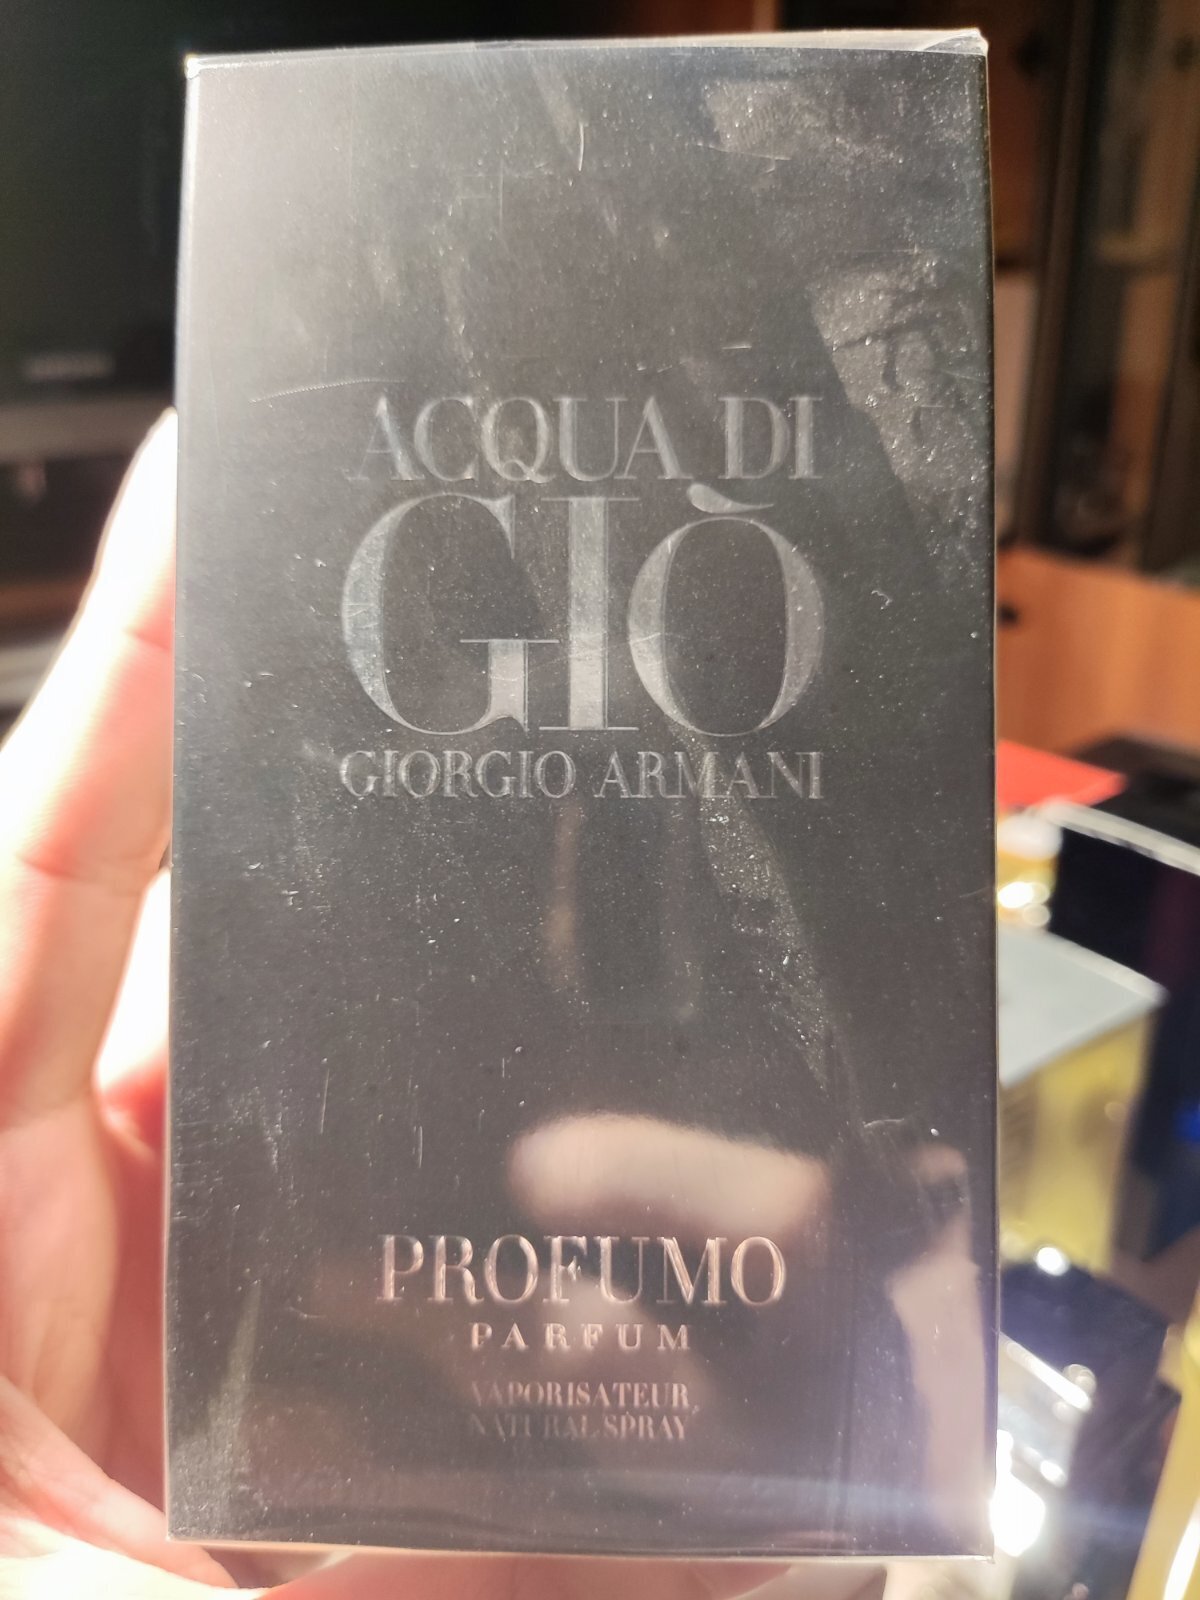 ACQUA DI
GIÒ
GIORGIO ARMANI
PROFUMO
PARFUM
VAPORISATEUR
NATURAL SPRAY